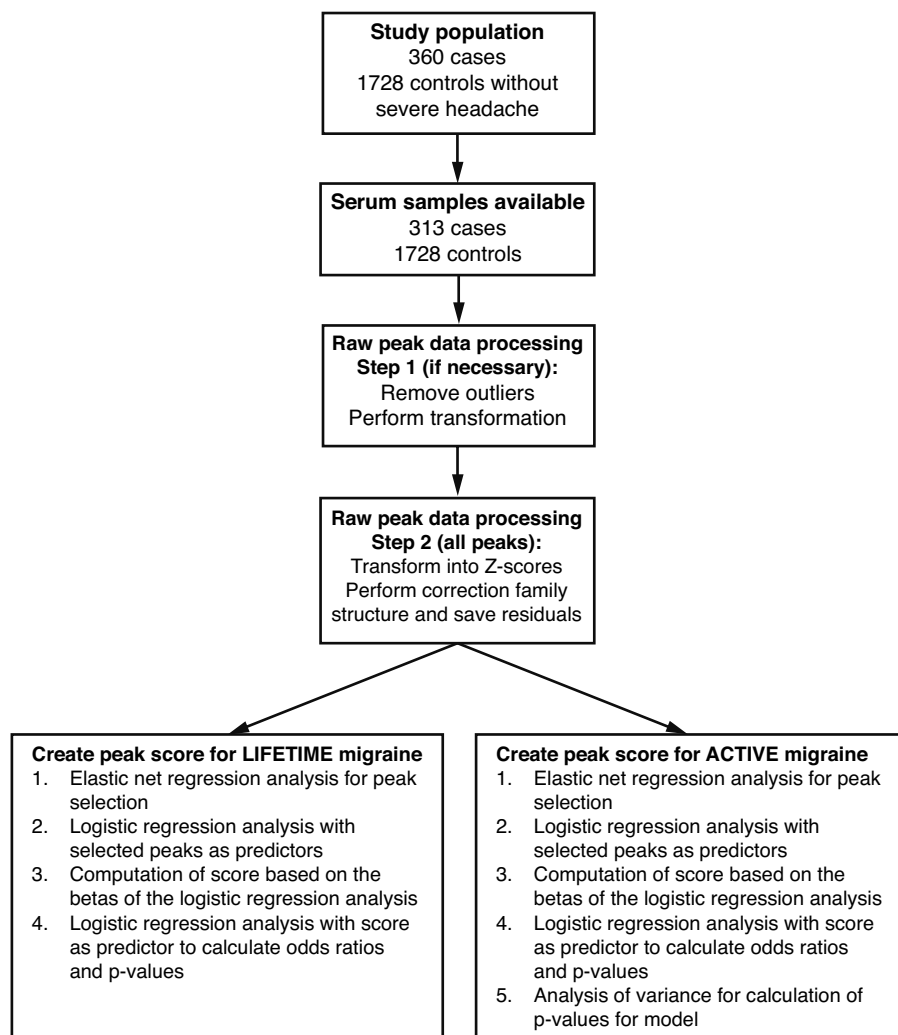 Study population
360 cases
1728 controls without
severe headache
Serum samples available
313 cases
1728 controls
Raw peak data processing
Step 1 (if necessary):
Remove outliers
Perform transformation
Raw peak data processing
Step 2 (all peaks):
Transform into Z-scores
Perform correction family
structure and save residuals
Create peak score for LIFETIME migraine
1. Elastic net regression analysis for peak
selection
2. Logistic regression analysis with
selected peaks as predictors
3. Computation of score based on the
betas of the logistic regression analysis
4. Logistic regression analysis with score
as predictor to calculate odds ratios
and p-values
Create peak score for ACTIVE migraine
1. Elastic net regression analysis for peak
selection
2. Logistic regression analysis with
selected peaks as predictors
3. Computation of score based on the
betas of the logistic regression analysis
4. Logistic regression analysis with score
as predictor to calculate odds ratios
and p-values
5. Analysis of variance for calculation of
p-values for model